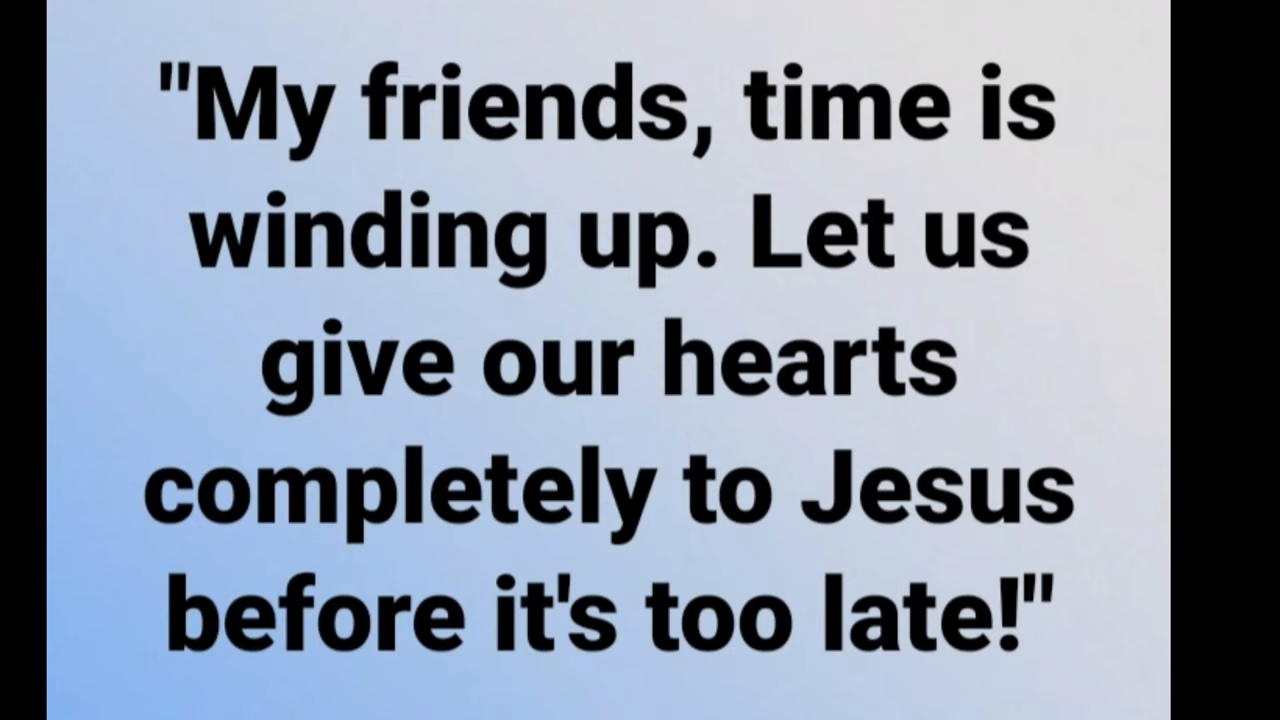 "My friends, time is
winding up. Let us
give our hearts
completely to Jesus
before it's too late!"